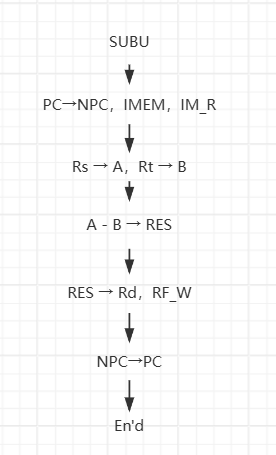 SUBU
PC→NPC, IMEM, IM_R
Rs → A, Rt → B
A - B → RES
RES → Rd, RF_W
NPC→PC
En'd